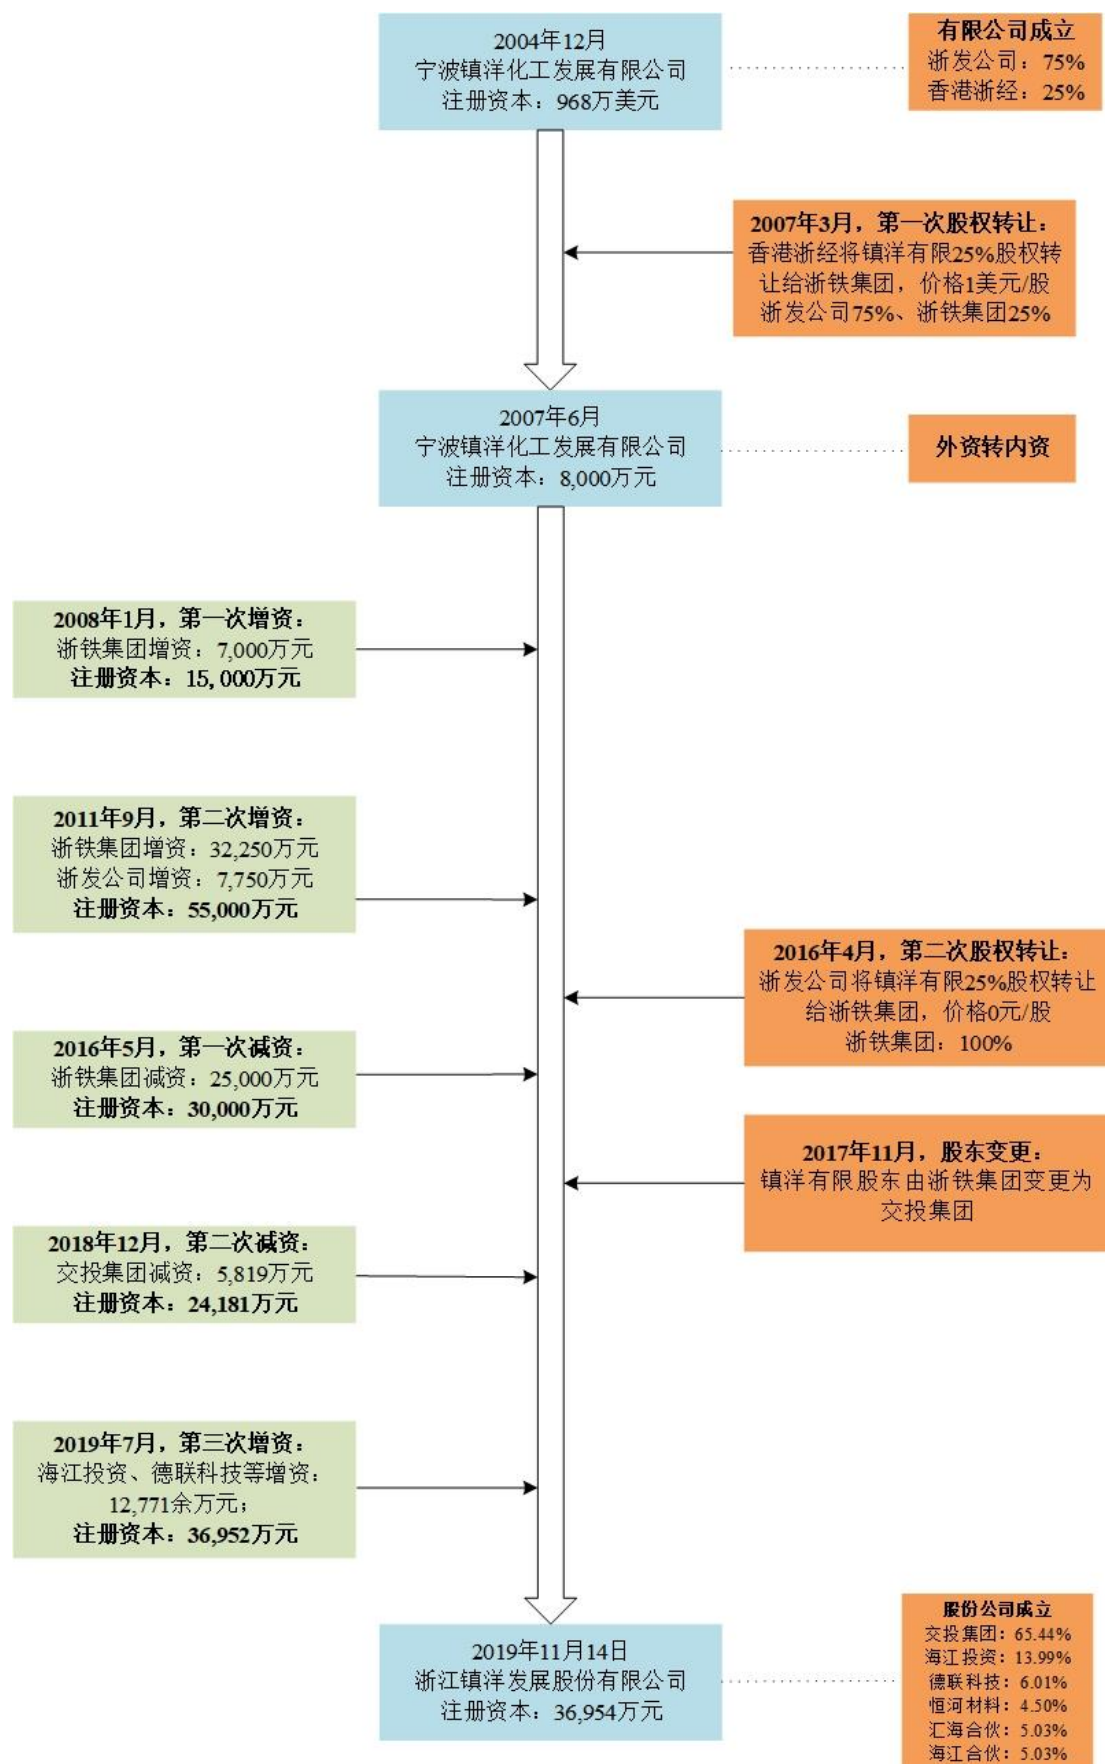 2004年12月
宁波镇洋化工发展有限公司
注册资本：968万美元
有限公司成立
浙发公司：75%
香港浙经：25%
2007年3月，第一次股权转让：
香港浙经将镇洋有限25%股权转
让给浙铁集团，价格1美元/股
浙发公司75%、浙铁集团25%
2007年6月
宁波镇洋化工发展有限公司
注册资本：8,000万元
外资转内资
2008年1月，第一次增资：
浙铁集团增资：7,000万元
注册资本：15,000万元
2011年9月，第二次增资：
浙铁集团增资：32,250万元
浙发公司增资：7,750万元
注册资本：55,000万元
2016年4月，第二次股权转让：
浙发公司将镇洋有限25%股权转让
给浙铁集团，价格0元/股
浙铁集团：100%
2016年5月，第一次减资：
浙铁集团减资：25,000万元
注册资本：30,000万元
2017年11月，股东变更：
镇洋有限股东由浙铁集团变更为
交投集团
2018年12月，第二次减资：
交投集团减资：5,819万元
注册资本：24,181万元
2019年7月，第三次增资：
海江投资、德联科技等增资：
12,771余万元；
注册资本：36,952万元
2019年11月14日
浙江镇洋发展股份有限公司
注册资本：36,954万元
股份公司成立
交投集团：65.44%
海江投资：13.99%
德联科技：6.01%
恒河材料：4.50%
汇海合伙：5.03%
海江合伙：5.03%